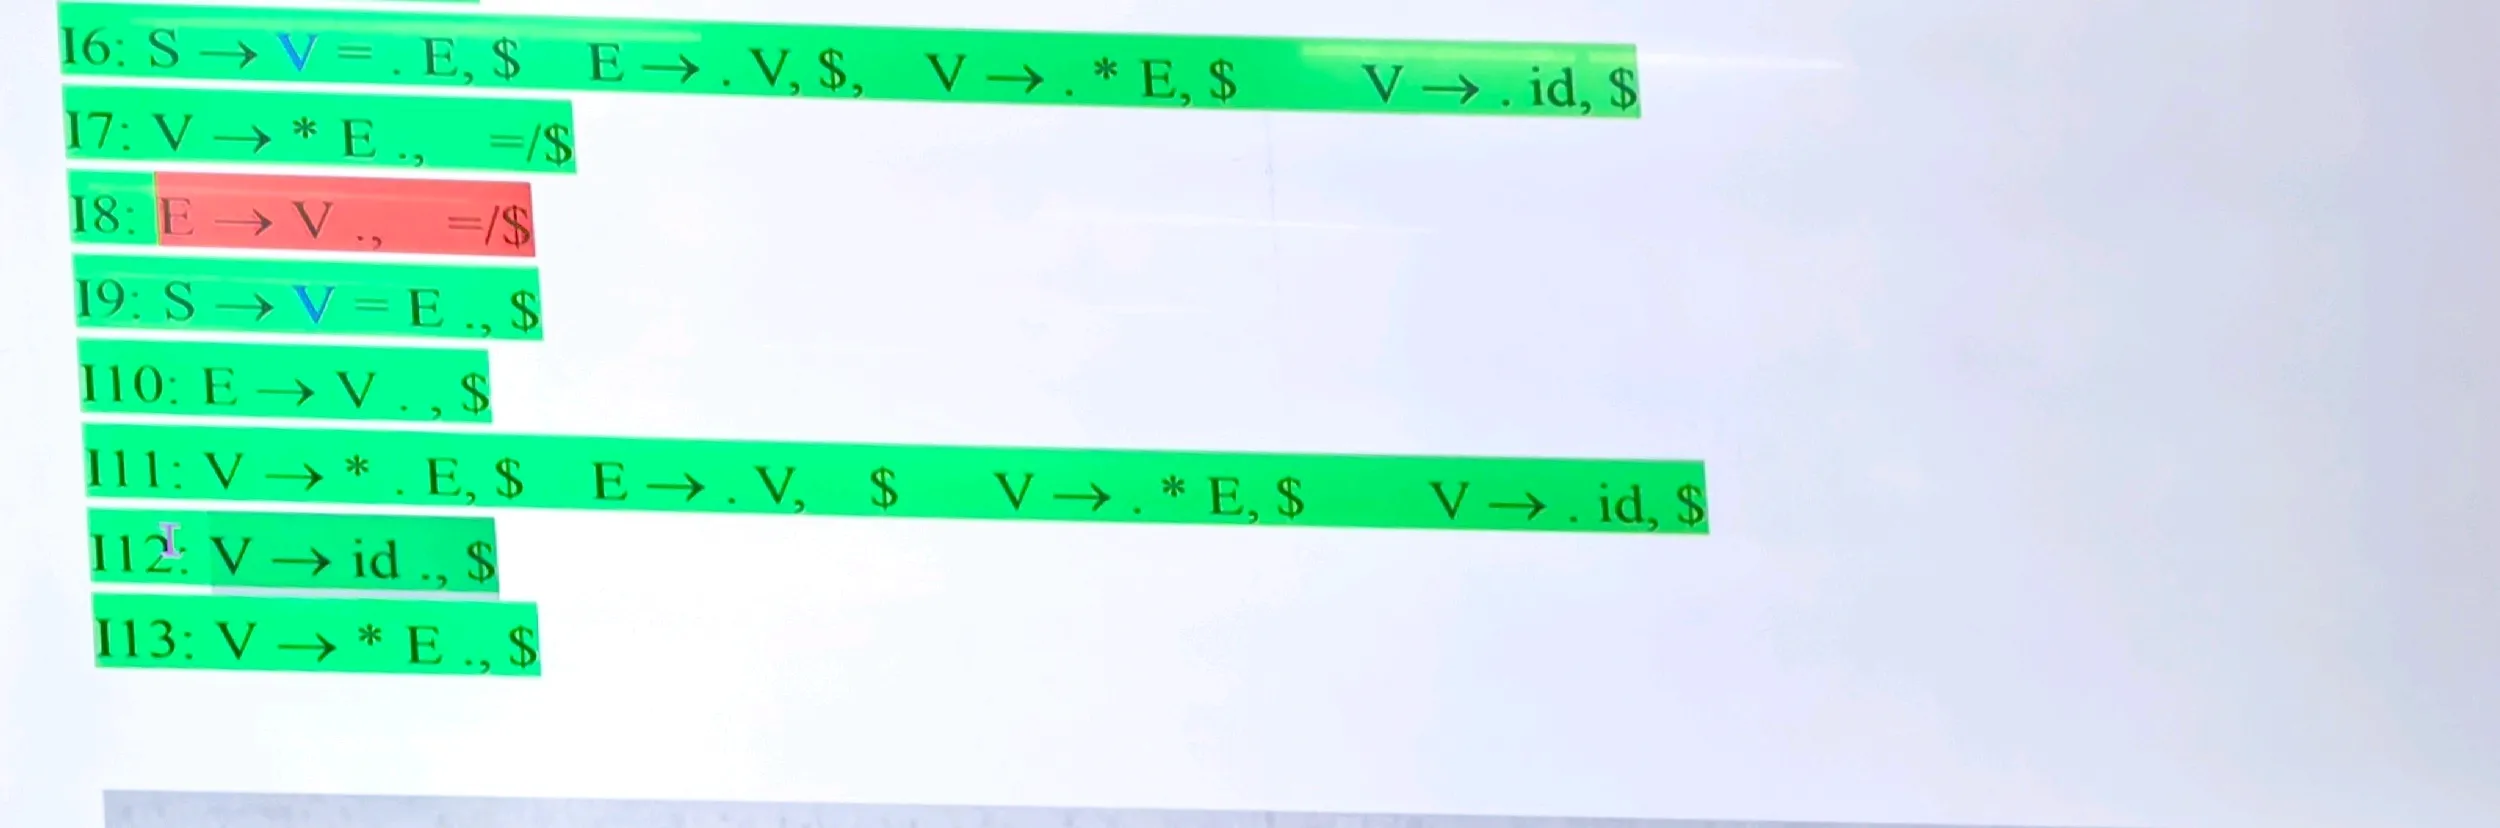 I6: S → V = . E, $ E → . V, $, V → . * E, $ V → . id, $
I7: V → * E ., =/$
I8: E → V ., =/$
I9: S → V = E ., $
I10: E → V . , $
I11: V → * . E, $ E → . V, $ V → . * E, $ V → . id, $
I12: V → id ., $
I13: V → * E ., $